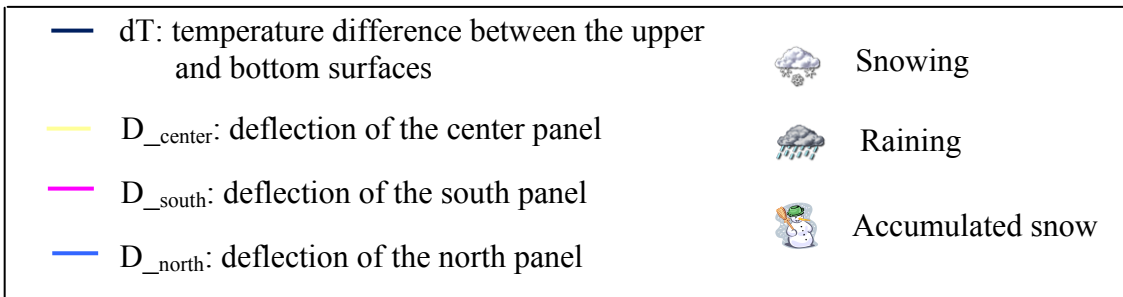 dT: temperature difference between the upper
and bottom surfaces
D_center: deflection of the center panel
D_south: deflection of the south panel
D_north: deflection of the north panel
Snowing
Raining
Accumulated snow